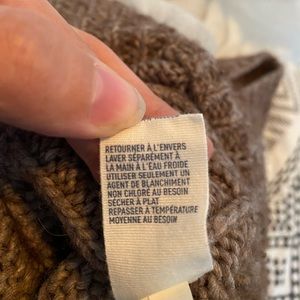 RETOURNER À L'ENVERS
LAVER SÉPARÉMENT À
LA MAIN À L'EAU FROIDE
UTILISER SEULEMENT UN
AGENT DE BLANCHIMENT
NON CHLORÉ AU BESOIN
SÉCHER À PLAT
REPASSER À TEMPÉRATURE
MOYENNE AU BESOIN